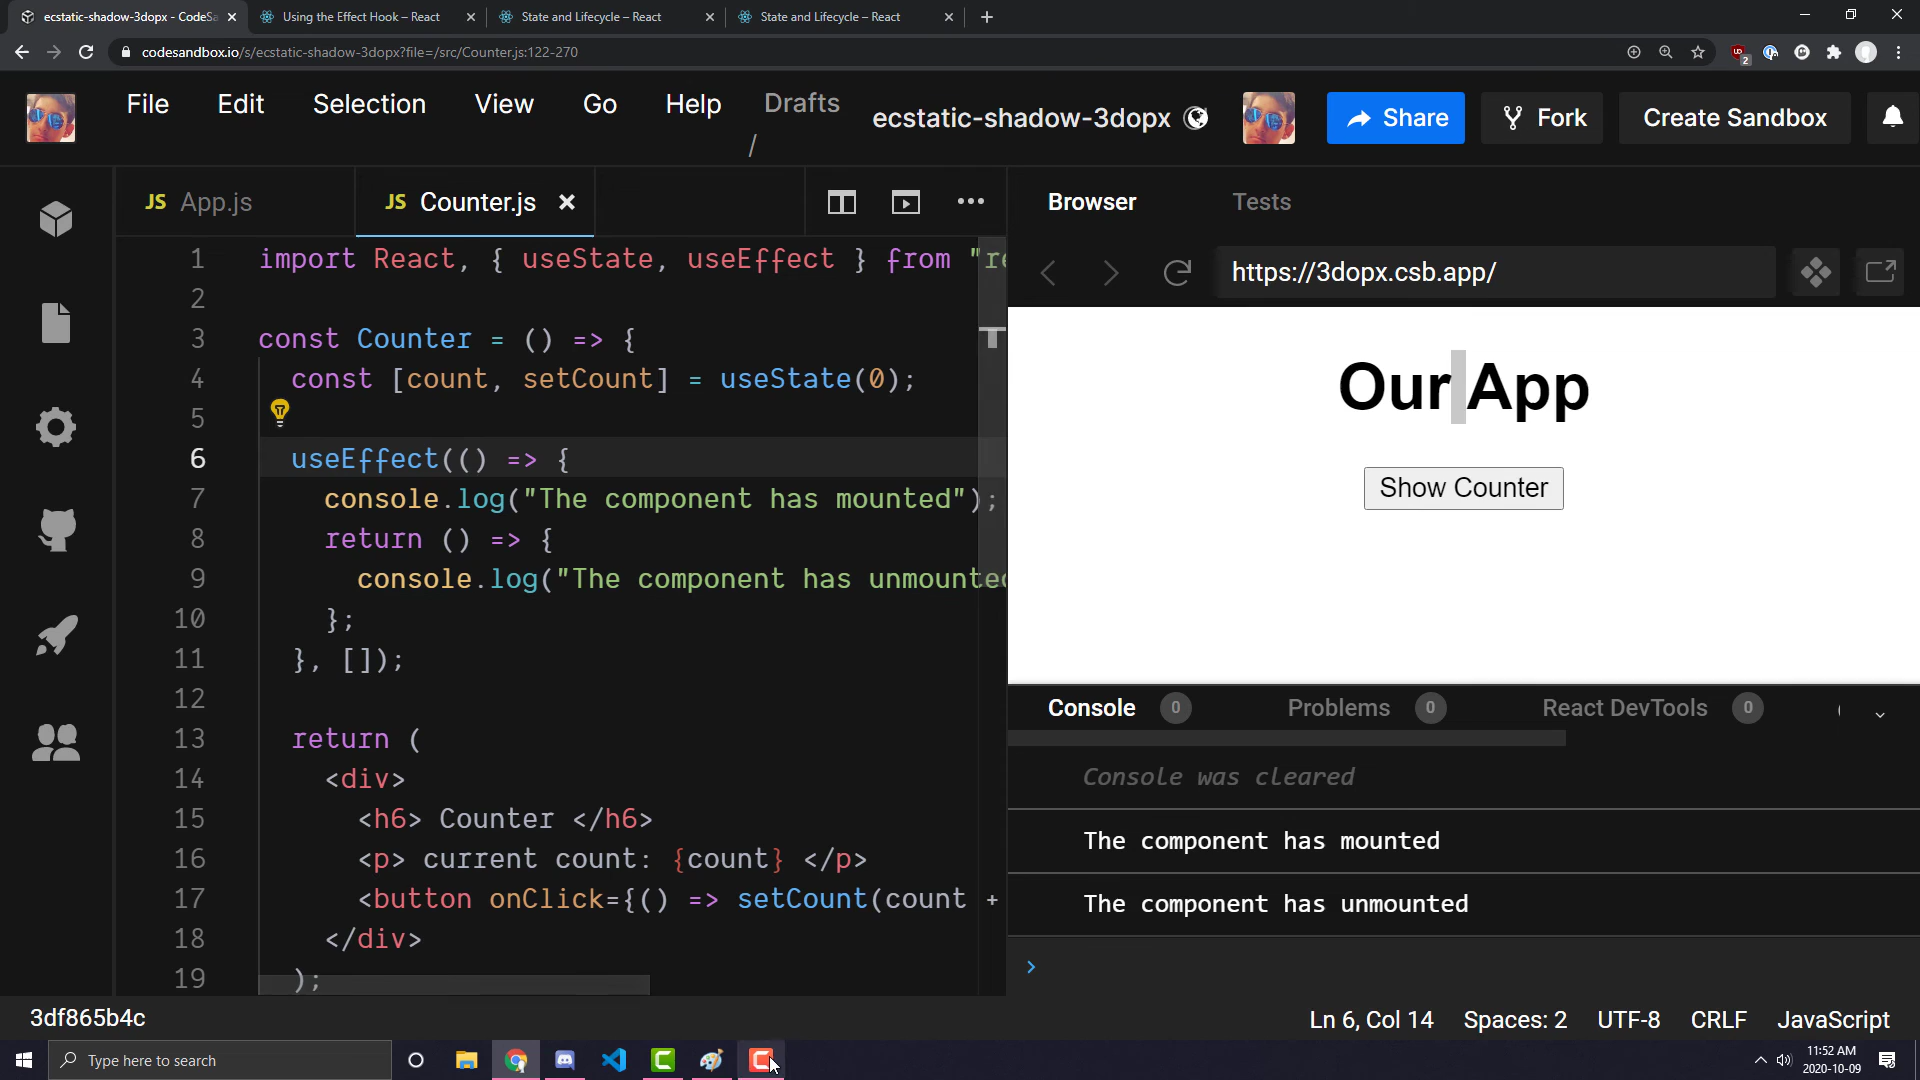 ecstatic-shadow-3dopx - CodeSa
Using the Effect Hook – React
State and Lifecycle – React
State and Lifecycle – React
codesandbox.io/s/ecstatic-shadow-3dopx?file=/src/Counter.js:122-270
2
File Edit Selection View Go Help Drafts
/
ecstatic-shadow-3dopx
Share
Fork
Create Sandbox
JS App.js
JS Counter.js
Browser
Tests
https://3dopx.csb.app/
1 import React, { useState, useEffect } from "re
2
3 const Counter = () => {
4 const [count, setCount] = useState(0);
5
6 useEffect(() => {
7 console.log("The component has mounted");
8 return () => {
9 console.log("The component has unmounted
10 };
11 }, []);
12
13 return (
14 <div>
15 <h6> Counter </h6>
16 <p> current count: {count} </p>
17 <button onClick={() => setCount(count +
18 </div>
19 );
Our App
Show Counter
Console 0
Problems 0
React DevTools 0
Console was cleared
The component has mounted
The component has unmounted
3df865b4c
Ln 6, Col 14
Spaces: 2
UTF-8
CRLF
JavaScript
Type here to search
11:52 AM
2020-10-09